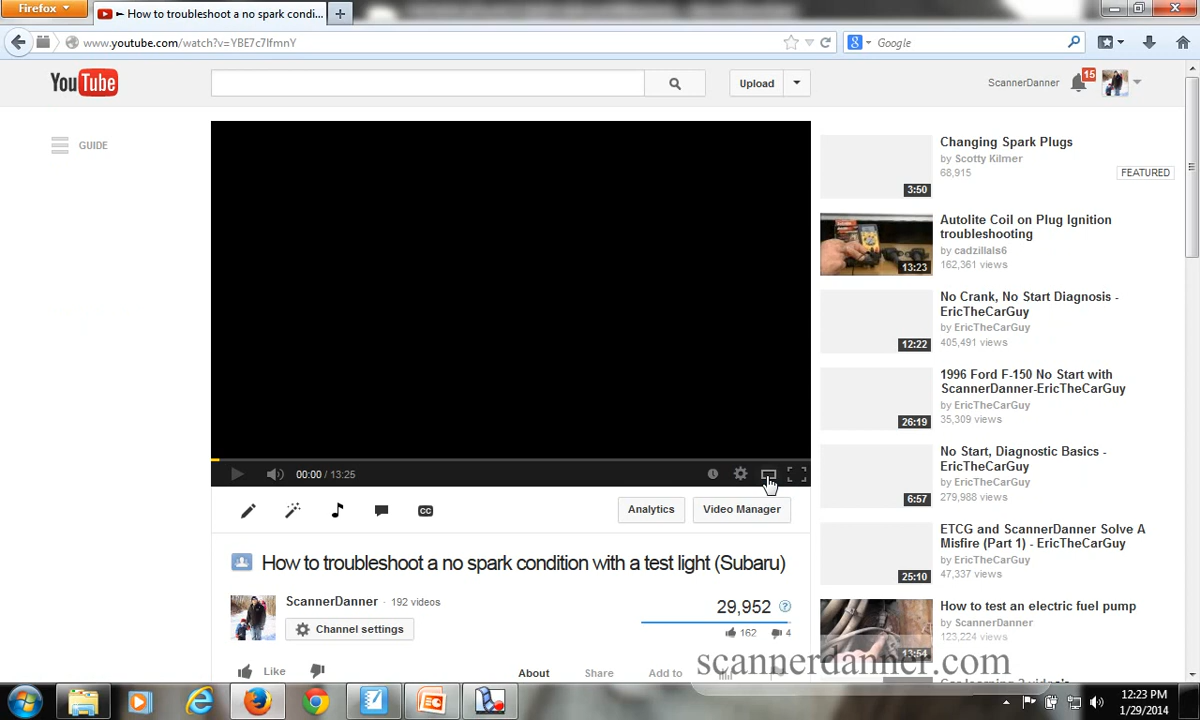 Firefox
► How to troubleshoot a no spark condi...
www.youtube.com/watch?v=YBE7c7IfmnY
Google
YouTube
Upload
ScannerDanner
15
GUIDE
Changing Spark Plugs
by Scotty Kilmer
68,915
FEATURED
3:50
Autolite Coil on Plug Ignition
troubleshooting
by cadzillals6
162,361 views
13:23
No Crank, No Start Diagnosis -
EricTheCarGuy
by EricTheCarGuy
405,491 views
12:22
1996 Ford F-150 No Start with
ScannerDanner-EricTheCarGuy
by EricTheCarGuy
35,309 views
26:19
No Start, Diagnostic Basics -
EricTheCarGuy
by EricTheCarGuy
279,988 views
6:57
ETCG and ScannerDanner Solve A
Misfire (Part 1) - EricTheCarGuy
by EricTheCarGuy
47,337 views
25:10
How to test an electric fuel pump
by ScannerDanner
123,224 views
13:54
00:00 / 13:25
CC
Analytics
Video Manager
How to troubleshoot a no spark condition with a test light (Subaru)
ScannerDanner · 192 videos
29,952
?
Channel settings
162
4
Like
About
Share
Add to
scannerdanner.com
12:23 PM
1/29/2014